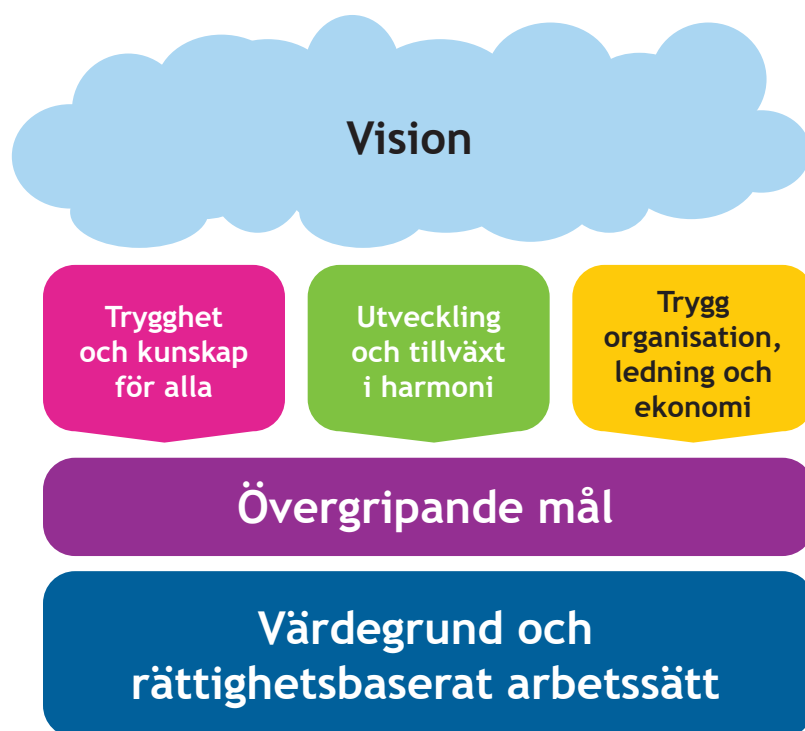 Vision
Trygghet
och kunskap
för alla
Utveckling
och tillväxt
i harmoni
Trygg
organisation,
ledning och
ekonomi
Övergripande mål
Värdegrund och
rättighetsbaserat arbetssätt